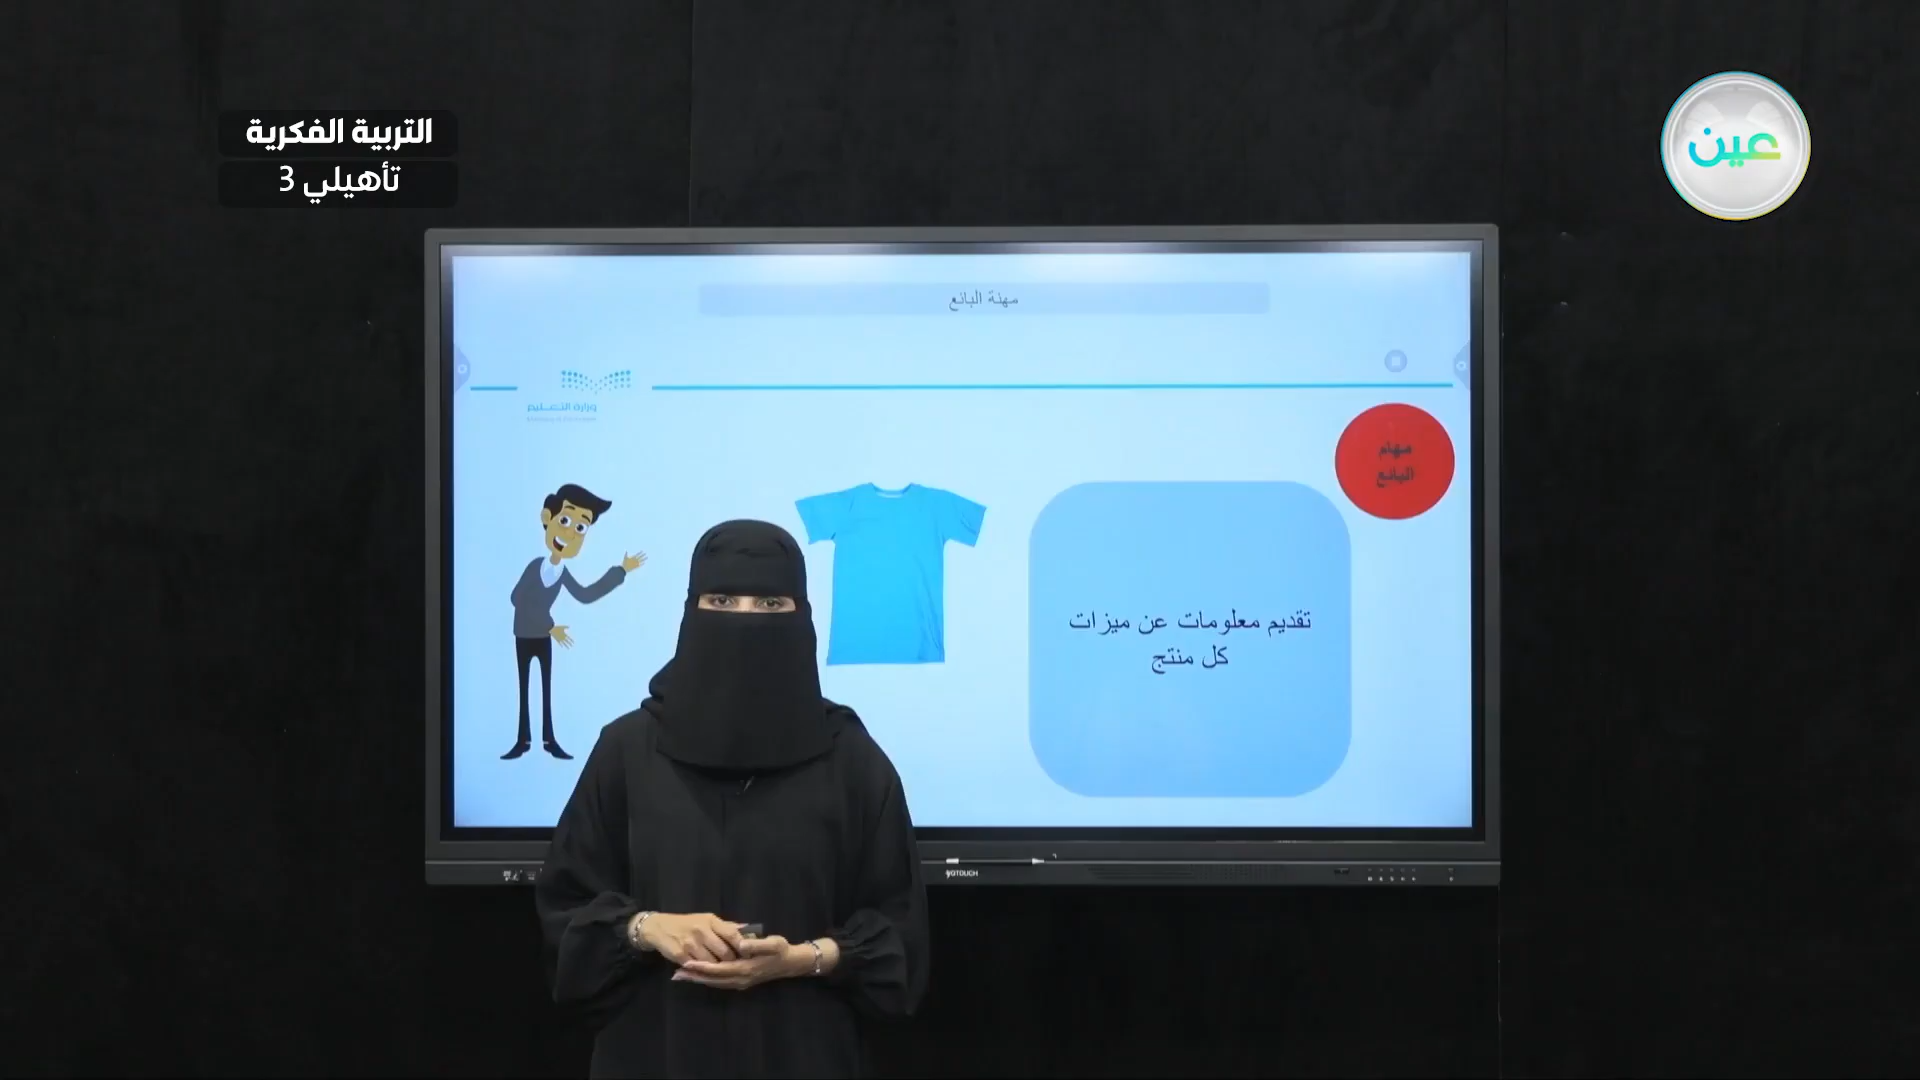 التربية الفكرية
تأهيلي 3
عين
مهنة البائع
وزارة التعليم
مهام
البائع
تقديم معلومات عن ميزات
كل منتج